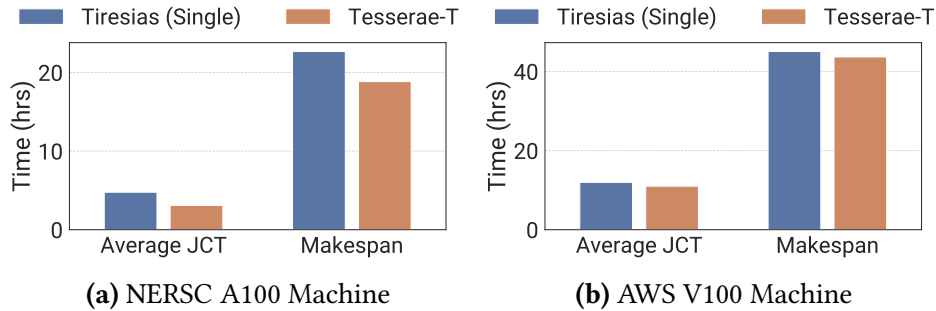 Tiresias (Single) Tesserae-T
Time (hrs)
20
10
0
Average JCT Makespan
(a) NERSC A100 Machine
Tiresias (Single) Tesserae-T
Time (hrs)
40
20
0
Average JCT Makespan
(b) AWS V100 Machine